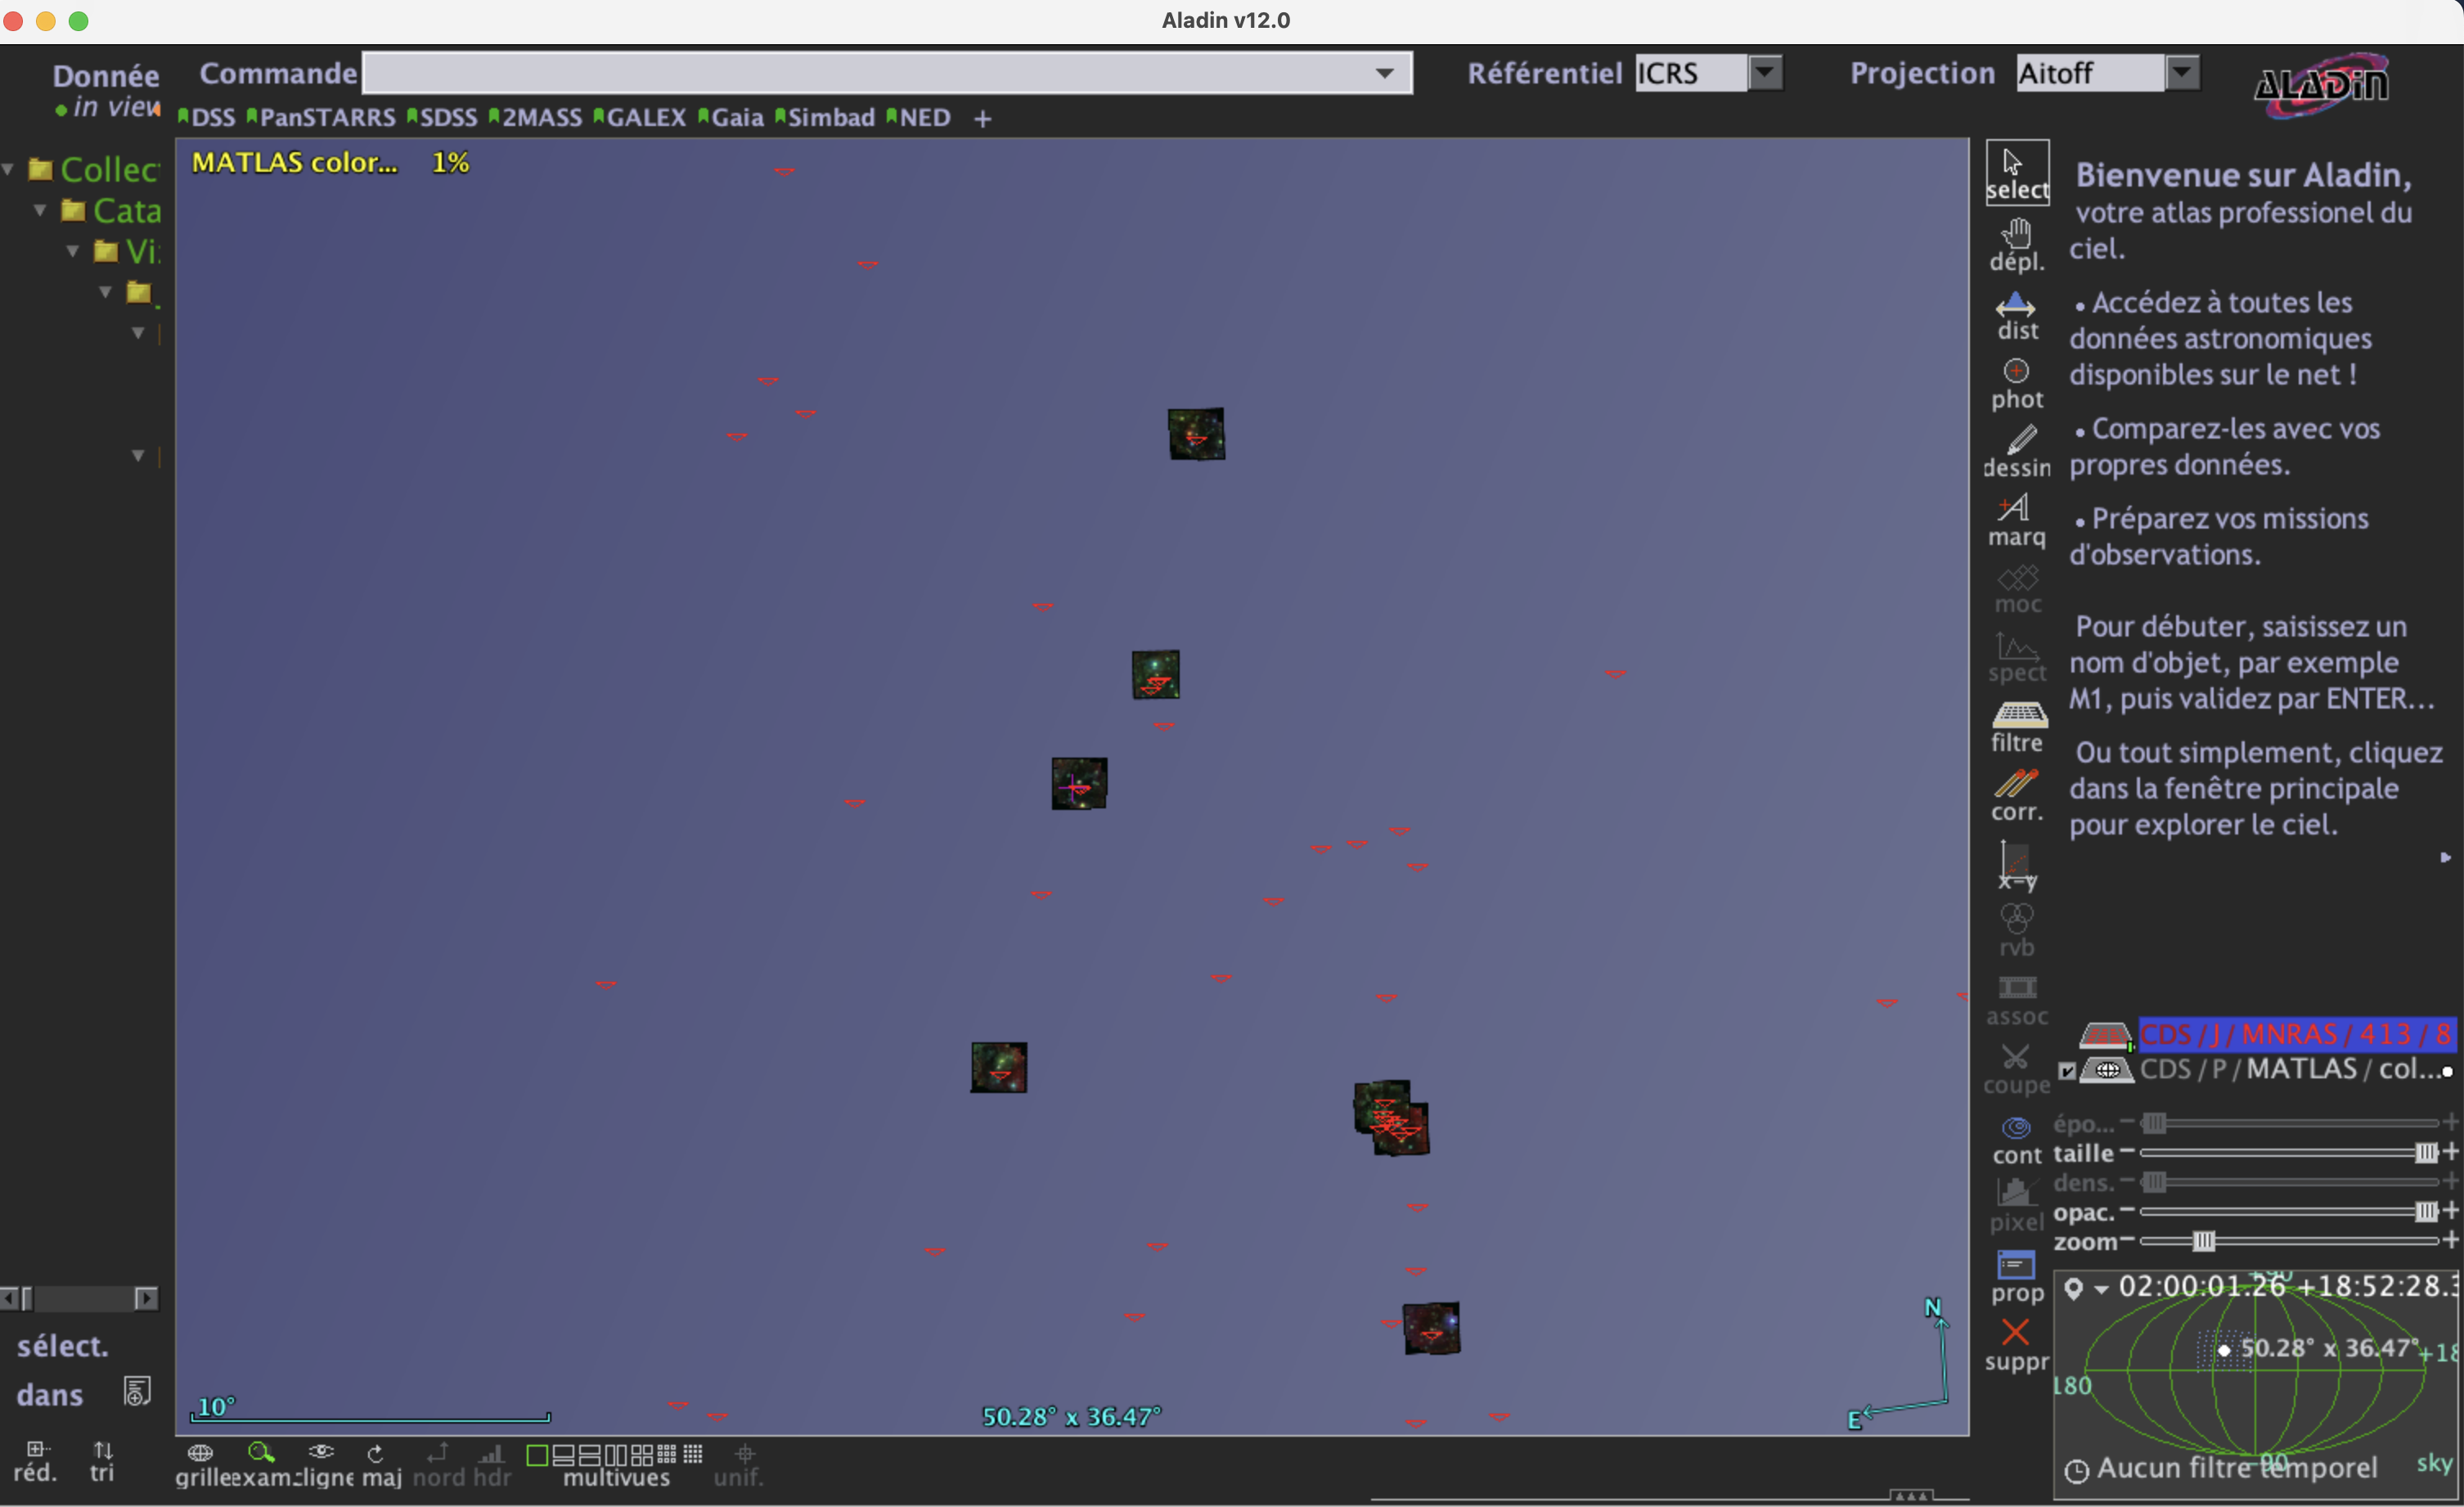 Aladin v12.0
Donnée
in view
Commande
Référentiel ICRS
Projection Aitoff
ALADIN
DSS PanSTARRS SDSS 2MASS GALEX Gaia Simbad NED +
Collec
Cata
Vi
MATLAS color... 1%
select
dépl.
dist
phot
dessin
marq
moc
spect
filtre
corr.
x-y
rvb
assoc
coupe
cont
pixel
prop
suppr
Bienvenue sur Aladin,
votre atlas professionel du
ciel.
• Accédez à toutes les
données astronomiques
disponibles sur le net !
• Comparez-les avec vos
propres données.
• Préparez vos missions
d'observations.
Pour débuter, saisissez un
nom d'objet, par exemple
M1, puis validez par ENTER...
Ou tout simplement, cliquez
dans la fenêtre principale
pour explorer le ciel.
CDS/J/MNRAS/413/8
CDS/P/MATLAS/col...
épo... - +
taille - +
dens. - +
opac. - +
zoom - +
+90
02:00:01.26 +18:52:28.3
50.28° x 36.47°
+18
180
-90
Aucun filtre temporel
sky
N
E
10°
50.28° x 36.47°
sélect.
dans
réd. tri
grille exam. ligne maj nord hdr multivues unif.